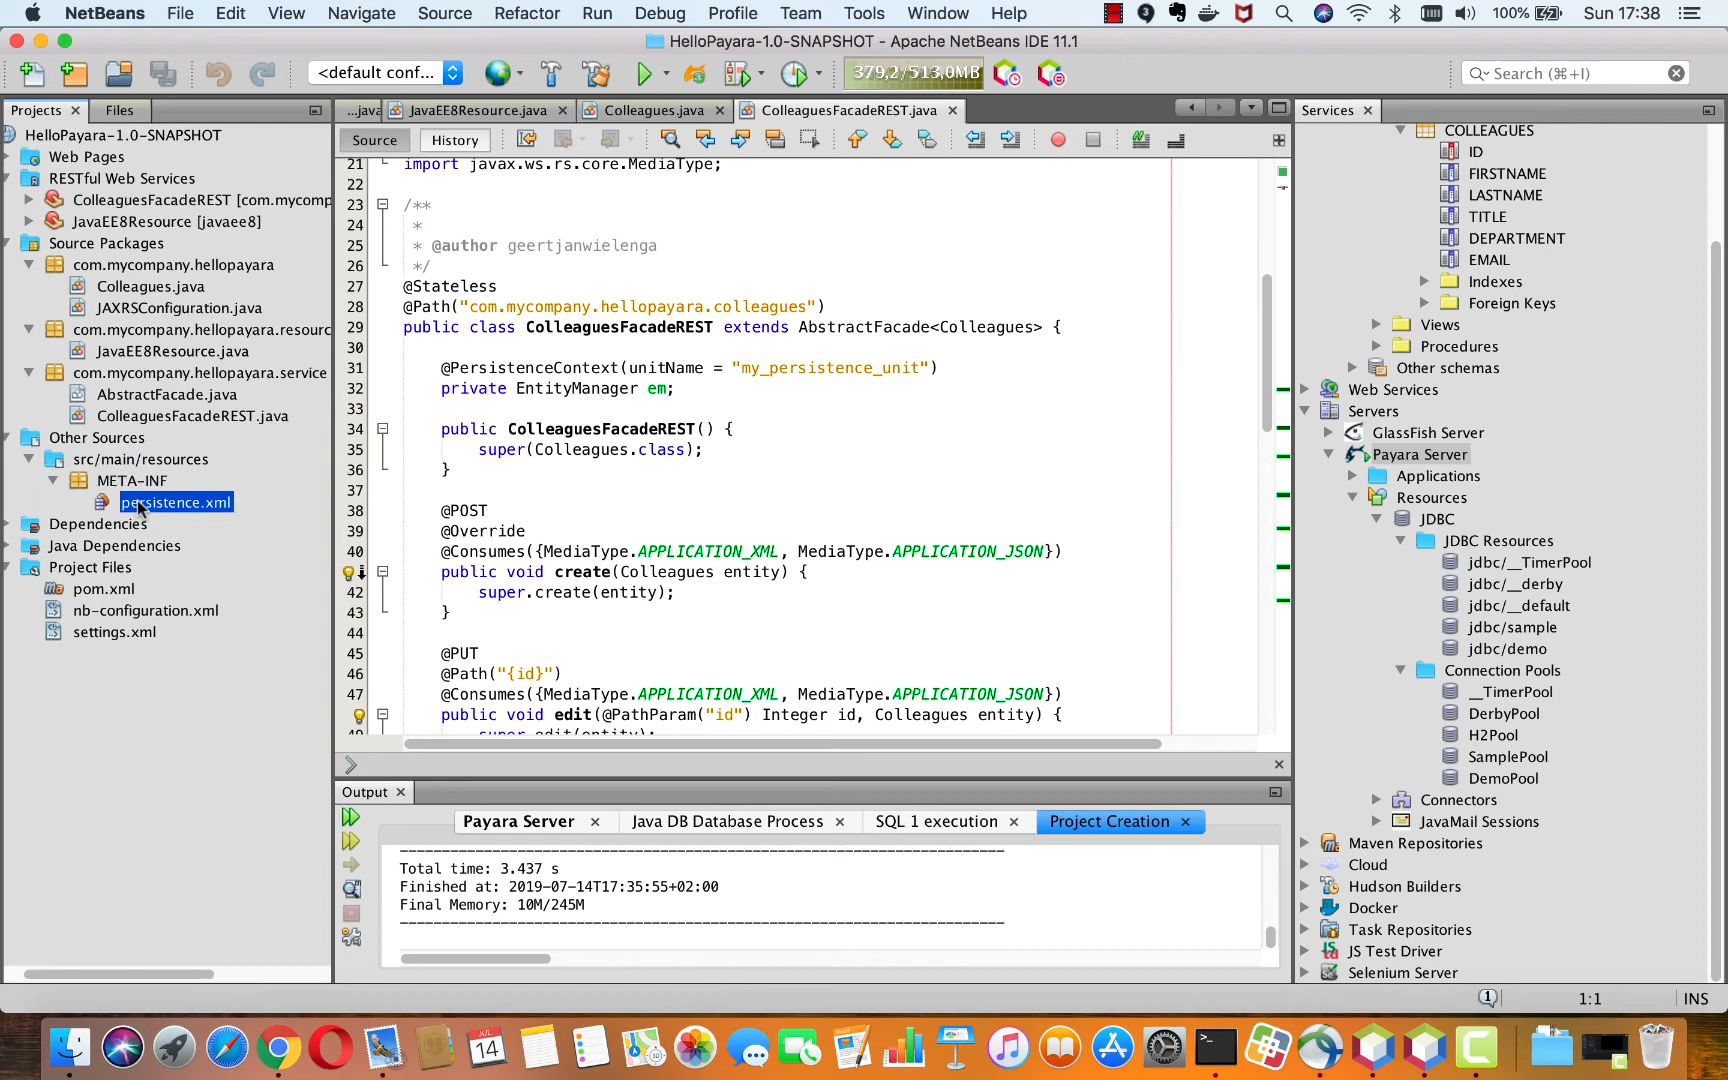 NetBeans File Edit View Navigate Source Refactor Run Debug Profile Team Tools Window Help 3 100% Sun 17:38
HelloPayara-1.0-SNAPSHOT - Apache NetBeans IDE 11.1
<default conf... 379,2/513,0MB Search (⌘+I)
Projects Files
HelloPayara-1.0-SNAPSHOT
Web Pages
RESTful Web Services
ColleaguesFacadeREST [com.mycomp
JavaEE8Resource [javaee8]
Source Packages
com.mycompany.hellopayara
Colleagues.java
JAXRSConfiguration.java
com.mycompany.hellopayara.resourc
JavaEE8Resource.java
com.mycompany.hellopayara.service
AbstractFacade.java
ColleaguesFacadeREST.java
Other Sources
src/main/resources
META-INF
persistence.xml
Dependencies
Java Dependencies
Project Files
pom.xml
nb-configuration.xml
settings.xml
...java JavaEE8Resource.java Colleagues.java ColleaguesFacadeREST.java
Source History
21 import javax.ws.rs.core.MediaType;
22
23 /**
24 *
25 * @author geertjanwielenga
26 */
27 @Stateless
28 @Path("com.mycompany.hellopayara.colleagues")
29 public class ColleaguesFacadeREST extends AbstractFacade<Colleagues> {
30
31 @PersistenceContext(unitName = "my_persistence_unit")
32 private EntityManager em;
33
34 public ColleaguesFacadeREST() {
35 super(Colleagues.class);
36 }
37
38 @POST
39 @Override
40 @Consumes({MediaType.APPLICATION_XML, MediaType.APPLICATION_JSON})
public void create(Colleagues entity) {
42 super.create(entity);
43 }
44
45 @PUT
46 @Path("{id}")
47 @Consumes({MediaType.APPLICATION_XML, MediaType.APPLICATION_JSON})
public void edit(@PathParam("id") Integer id, Colleagues entity) {
super.edit(entity);
Output
Payara Server Java DB Database Process SQL 1 execution Project Creation
------------------------------------------------------------------------
Total time: 3.437 s
Finished at: 2019-07-14T17:35:55+02:00
Final Memory: 10M/245M
------------------------------------------------------------------------
Services
COLLEAGUES
ID
FIRSTNAME
LASTNAME
TITLE
DEPARTMENT
EMAIL
Indexes
Foreign Keys
Views
Procedures
Other schemas
Web Services
Servers
GlassFish Server
Payara Server
Applications
Resources
JDBC
JDBC Resources
jdbc/__TimerPool
jdbc/__derby
jdbc/__default
jdbc/sample
jdbc/demo
Connection Pools
__TimerPool
DerbyPool
H2Pool
SamplePool
DemoPool
Connectors
JavaMail Sessions
Maven Repositories
Cloud
Hudson Builders
Docker
Task Repositories
JS Test Driver
Selenium Server
1 1:1 INS
JUL
14